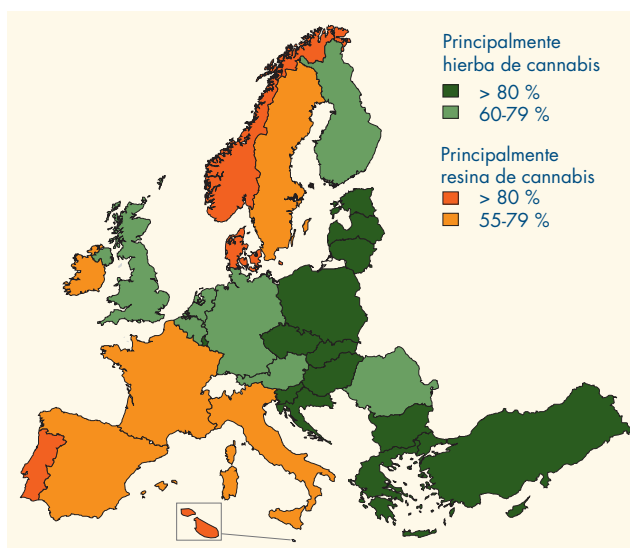 Principalmente
hierba de cannabis
> 80 %
60-79 %
Principalmente
resina de cannabis
> 80 %
55-79 %